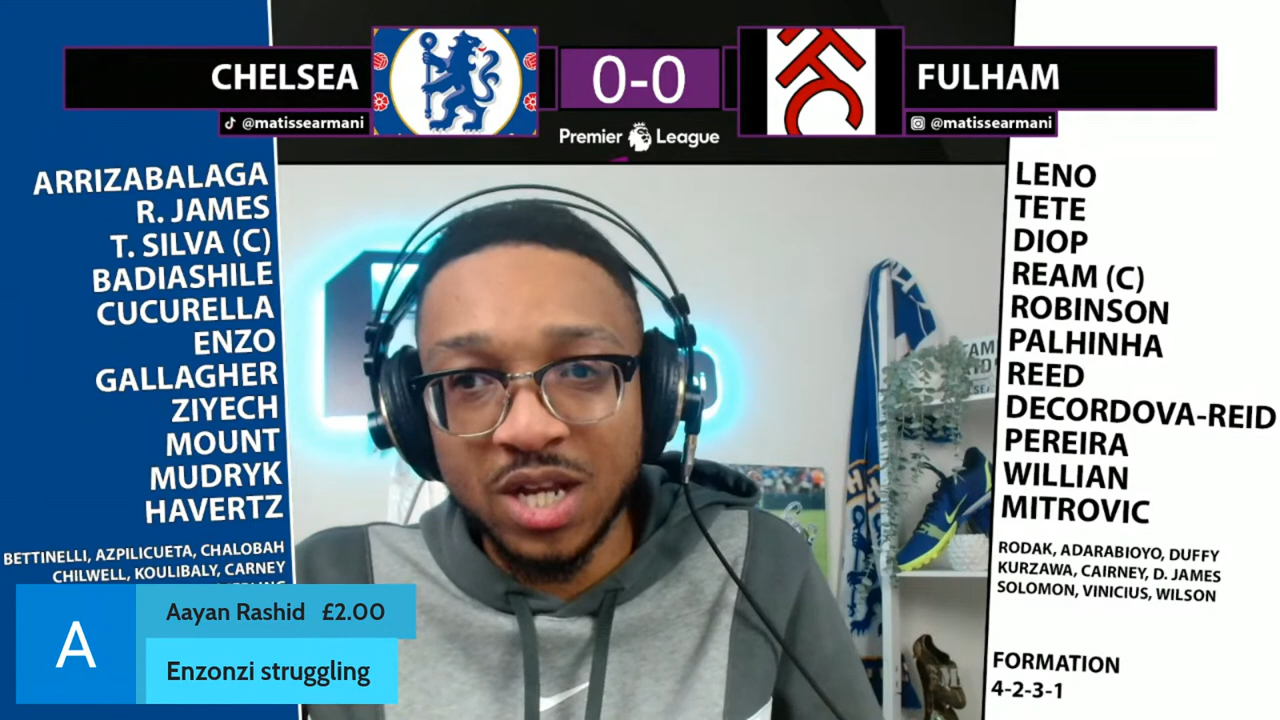 CHELSEA
0-0
FULHAM
@matissearmani
Premier League
@matissearmani
ARRIZABALAGA
R. JAMES
T. SILVA (C)
BADIASHILE
CUCURELLA
ENZO
GALLAGHER
ZIYECH
MOUNT
MUDRYK
HAVERTZ
BETTINELLI, AZPILICUETA, CHALOBAH
CHILWELL, KOULIBALY, CARNEY
A
Aayan Rashid £2.00
Enzonzi struggling
LENO
TETE
DIOP
REAM (C)
ROBINSON
PALHINHA
REED
DECORDOVA-REID
PEREIRA
WILLIAN
MITROVIC
RODAK, ADARABIOYO, DUFFY
KURZAWA, CAIRNEY, D. JAMES
SOLOMON, VINICIUS, WILSON
FORMATION
4-2-3-1